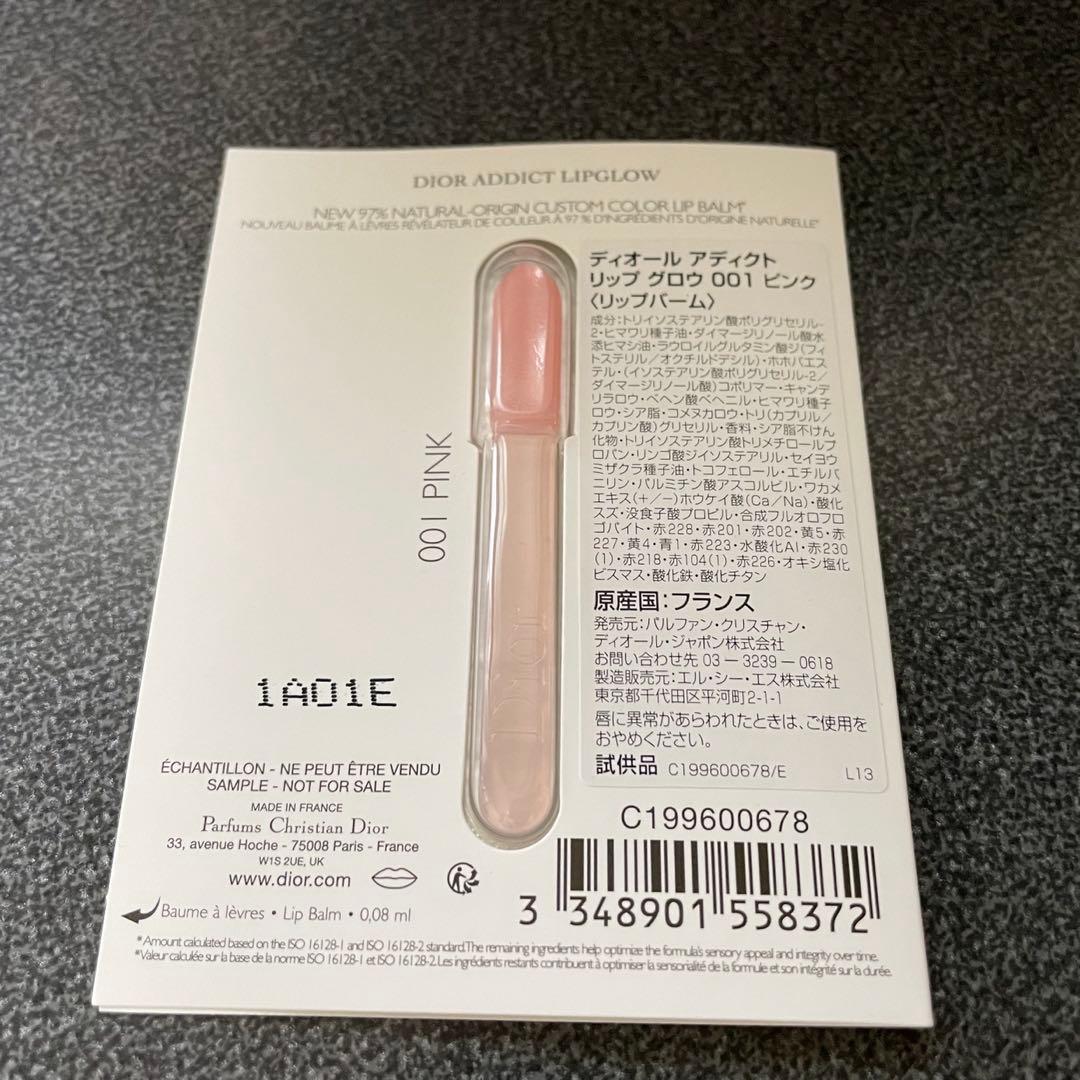 DIOR ADDICT LIPGLOW
NEW 97% NATURAL-ORIGIN CUSTOM COLOR LIP BALM*
NOUVEAU BAUME À LÈVRES RÉVÉLATEUR DE COULEUR À 97 % D'INGRÉDIENTS D'ORIGINE NATURELLE*
001 PINK
Dior
ディオール アディクト
リップ グロウ 001 ピンク
〈リップバーム〉
成分:トリイソステアリン酸ポリグリセリル-
2・ヒマワリ種子油・ダイマージリノール酸水
添ヒマシ油・ラウロイルグルタミン酸ジ(フィ
トステリル/オクチルドデシル)・ホホバエス
テル・(イソステアリン酸ポリグリセリル-2/
ダイマージリノール酸)コポリマー・キャンデ
リラロウ・ベヘン酸ベヘニル・ヒマワリ種子
ロウ・シア脂・コメヌカロウ・トリ(カプリル/
カプリン酸)グリセリル・香料・シア脂不けん
化物・トリイソステアリン酸トリメチロールプ
ロパン・リンゴ酸ジイソステアリル・セイヨウ
ミザクラ種子油・トコフェロール・エチルバ
ニリン・パルミチン酸アスコルビル・ワカメ
エキス(+/-)ホウケイ酸(Ca/Na)・酸化
スズ・没食子酸プロピル・合成フルオロフロ
ゴパイト・赤228・赤201・赤202・黄5・赤
227・黄4・青1・赤223・水酸化Al・赤230
(1)・赤218・赤104(1)・赤226・オキシ塩化
ビスマス・酸化鉄・酸化チタン
原産国:フランス
発売元:パルファン・クリスチャン・
ディオール・ジャポン株式会社
お問い合わせ先 03-3239-0618
製造販売元:エル・シー・エス株式会社
東京都千代田区平河町2-1-1
唇に異常があらわれたときは、ご使用を
おやめください。
試供品 C199600678/E L13
1A01E
ÉCHANTILLON - NE PEUT ÊTRE VENDU
SAMPLE - NOT FOR SALE
MADE IN FRANCE
Parfums Christian Dior
33, avenue Hoche - 75008 Paris - France
W1S 2UE, UK
www.dior.com
Baume à lèvres • Lip Balm • 0,08 ml
C199600678
3 348901 558372
*Amount calculated based on the ISO 16128-1 and ISO 16128-2 standard. The remaining ingredients help optimize the formula's sensory appeal and integrity over time.
*Valeur calculée sur la base de la norme ISO 16128-1 et ISO 16128-2. Les ingrédients restants contribuent à optimiser la sensorialité de la formule et son intégrité sur la durée.